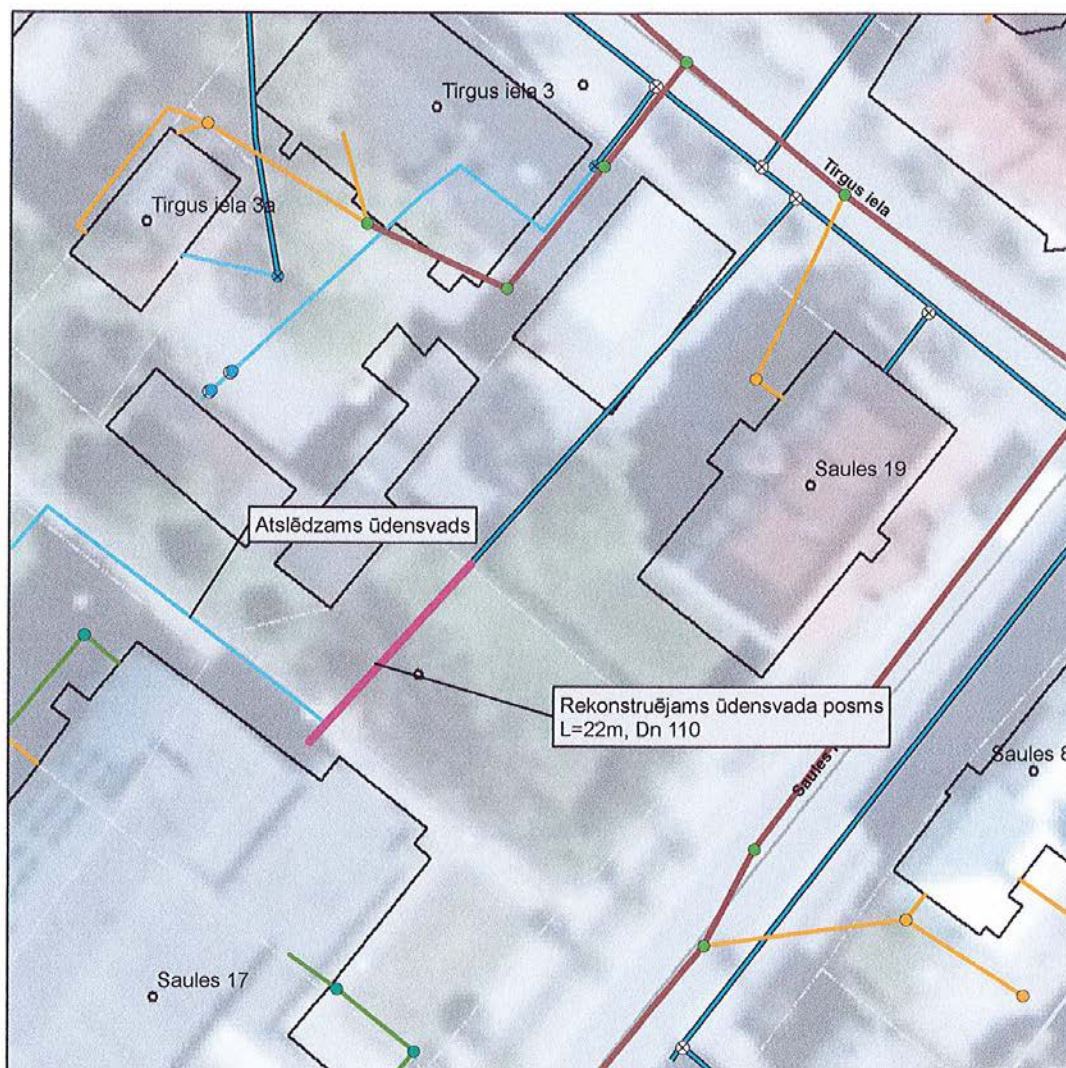 Tirgus iela 3
Tirgus iela
Tirgus iela 3a
Saules 19
Atslēdzams ūdensvads
Rekonstruējams ūdensvada posms
L=22m, Dn 110
Saules 8
Saules
Saules 17